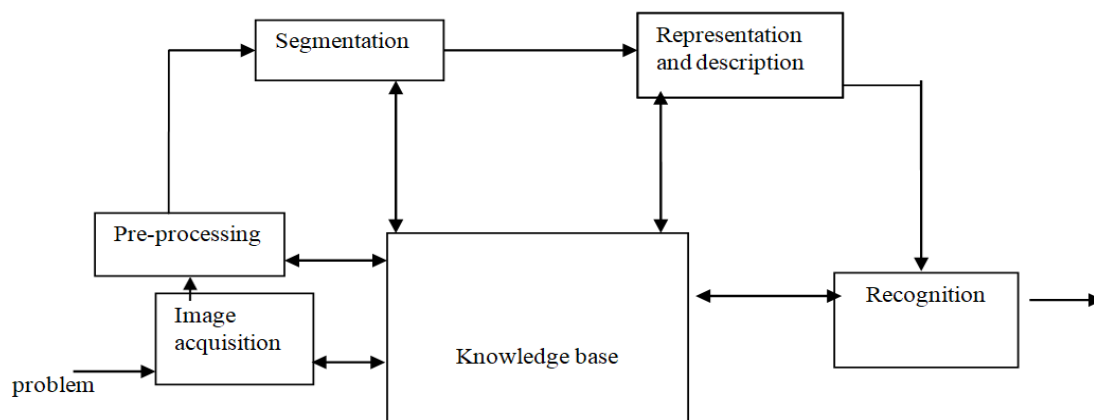 Segmentation
Representation
and description
Pre-processing
Image
acquisition
Recognition
Knowledge base
problem